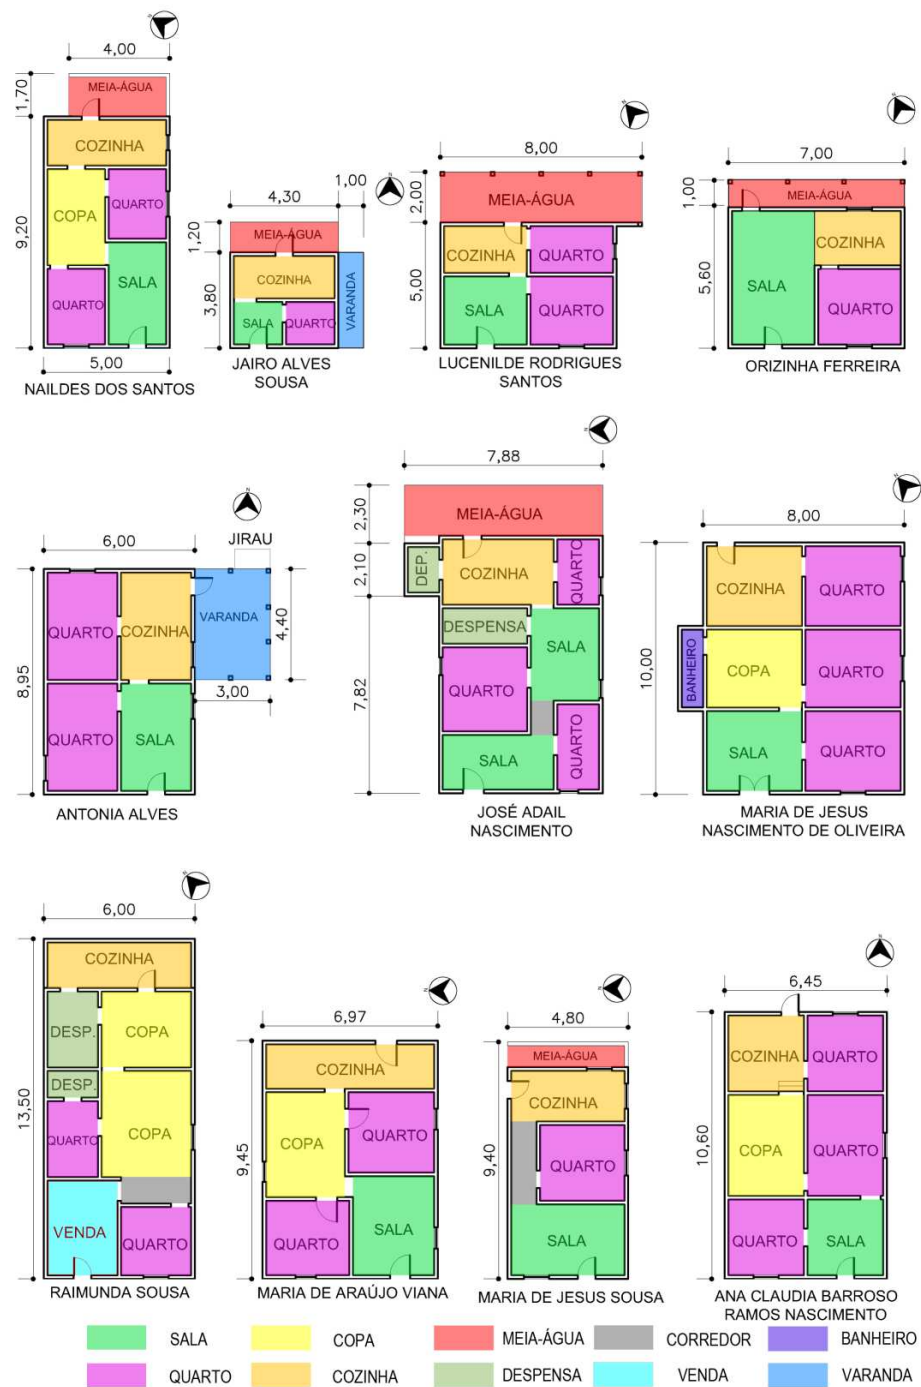 4,00
1,70
MEIA-ÁGUA
COZINHA
COPA
QUARTO
9,20
SALA
QUARTO
5,00
NAILDES DOS SANTOS
4,30
1,00
N
1,20
MEIA-ÁGUA
COZINHA
3,80
SALA
QUARTO
VARANDA
JAIRO ALVES
SOUSA
8,00
2,00
MEIA-ÁGUA
COZINHA
QUARTO
5,00
SALA
QUARTO
LUCENILDE RODRIGUES
SANTOS
7,00
1,00
MEIA-ÁGUA
COZINHA
SALA
5,60
QUARTO
ORIZINHA FERREIRA
N
6,00
JIRAU
QUARTO
COZINHA
VARANDA
4,40
8,95
3,00
QUARTO
SALA
ANTONIA ALVES
N
7,88
2,30
MEIA-ÁGUA
2,10
DEP.
COZINHA
QUARTO
DESPENSA
SALA
QUARTO
7,82
QUARTO
SALA
JOSÉ ADAIL
NASCIMENTO
8,00
COZINHA
QUARTO
10,00
BANHEIRO
COPA
QUARTO
SALA
QUARTO
MARIA DE JESUS
NASCIMENTO DE OLIVEIRA
6,00
COZINHA
DESP.
COPA
DESP.
13,50
QUARTO
COPA
VENDA
QUARTO
RAIMUNDA SOUSA
N
6,97
COZINHA
COPA
QUARTO
9,45
QUARTO
SALA
MARIA DE ARAÚJO VIANA
N
4,80
MEIA-ÁGUA
COZINHA
9,40
QUARTO
SALA
MARIA DE JESUS SOUSA
N
6,45
COZINHA
QUARTO
10,60
COPA
QUARTO
QUARTO
SALA
ANA CLAUDIA BARROSO
RAMOS NASCIMENTO
SALA COPA MEIA-ÁGUA CORREDOR BANHEIRO
QUARTO COZINHA DESPENSA VENDA VARANDA